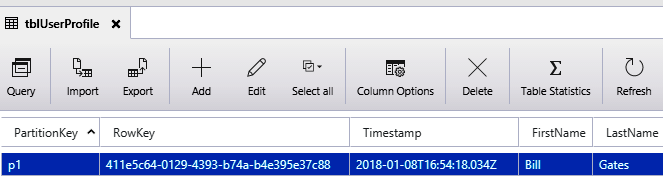 tblUserProfile
Query Import Export Add Edit Select all Column Options Delete Table Statistics Refresh
PartitionKey RowKey Timestamp FirstName LastName
p1 411e5c64-0129-4393-b74a-b4e395e37c88 2018-01-08T16:54:18.034Z Bill Gates